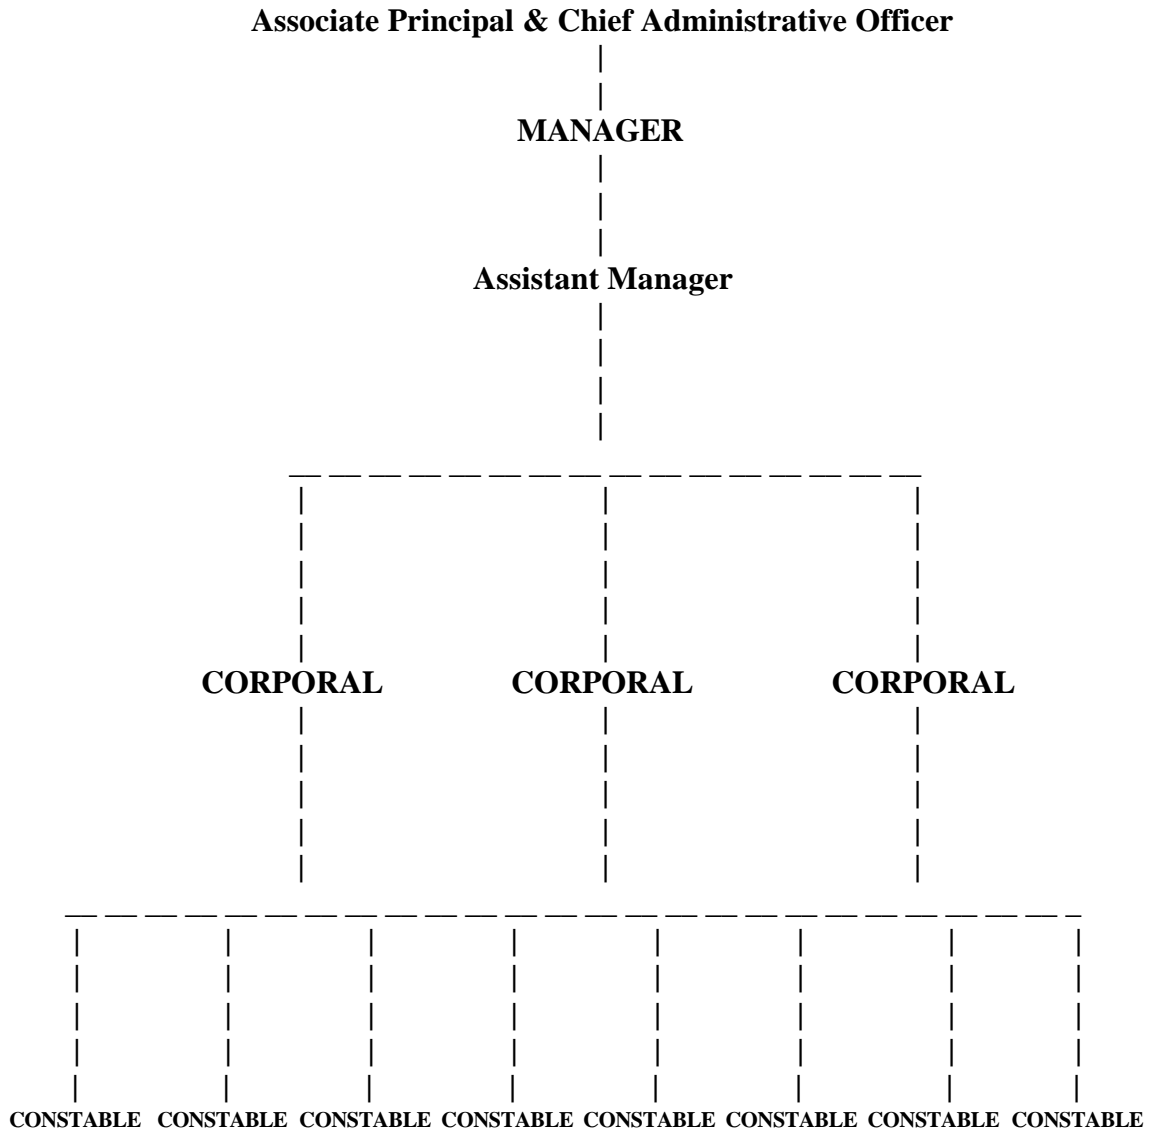 Associate Principal & Chief Administrative Officer
MANAGER
Assistant Manager
CORPORAL CORPORAL CORPORAL
CONSTABLE CONSTABLE CONSTABLE CONSTABLE CONSTABLE CONSTABLE CONSTABLE CONSTABLE